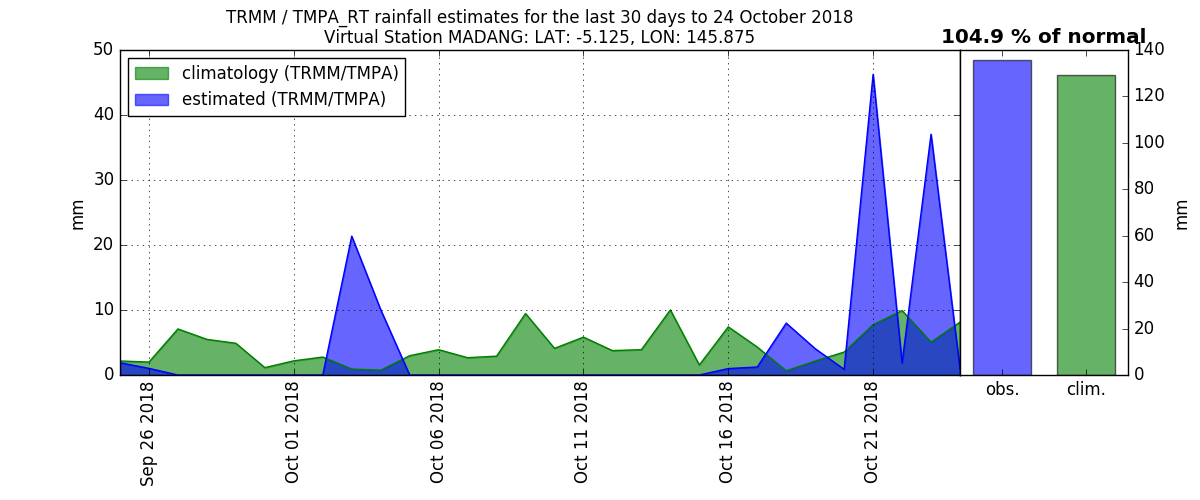 TRMM / TMPA_RT rainfall estimates for the last 30 days to 24 October 2018
Virtual Station MADANG: LAT: -5.125, LON: 145.875
104.9 % of normal
climatology (TRMM/TMPA)
estimated (TRMM/TMPA)
50
40
30
20
10
0
mm
Sep 26 2018
Oct 01 2018
Oct 06 2018
Oct 11 2018
Oct 16 2018
Oct 21 2018
140
120
100
80
60
40
20
0
mm
obs.
clim.